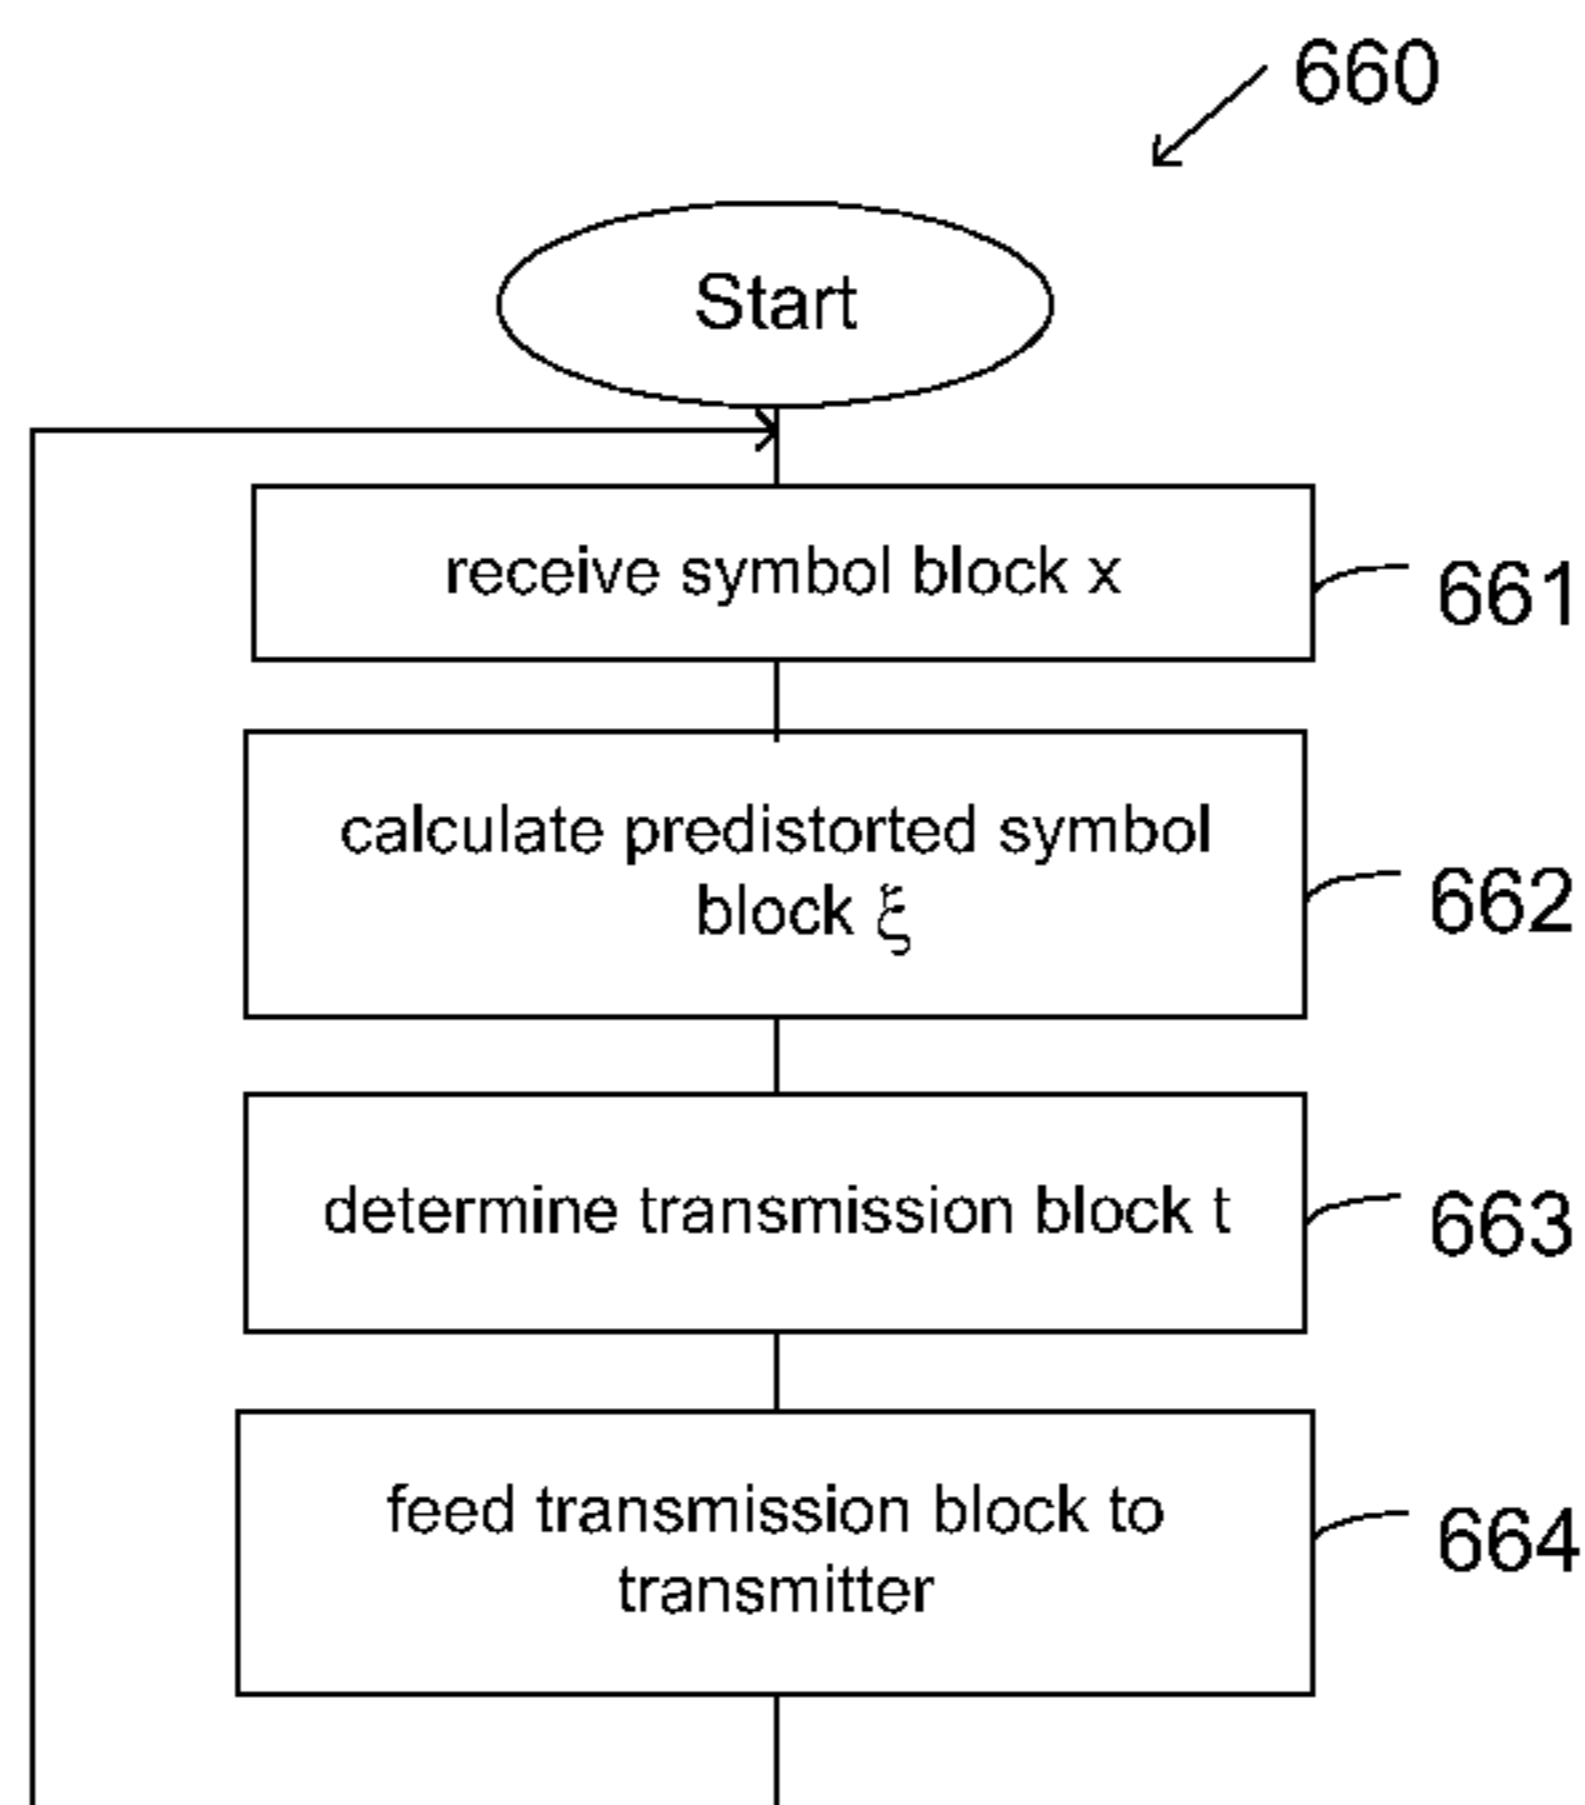 660
Start
receive symbol block x
661
calculate predistorted symbol
block ξ
662
determine transmission block t
663
feed transmission block to
transmitter
664